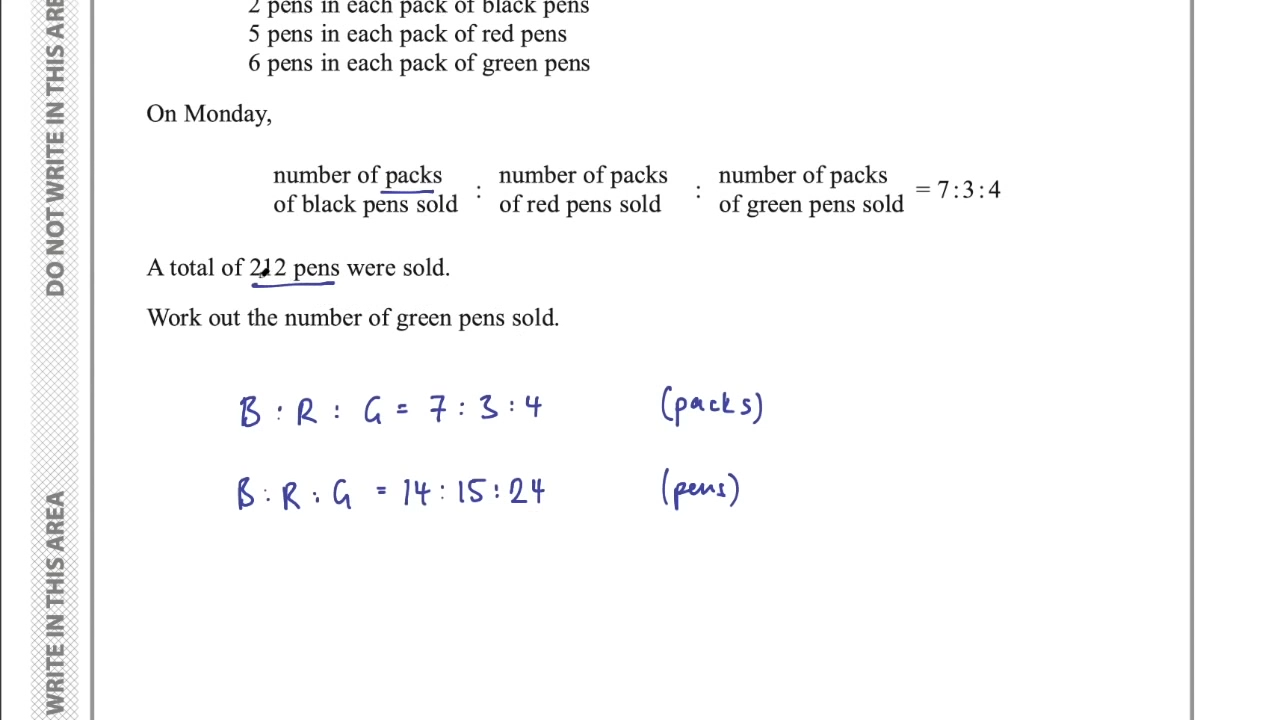 2 pens in each pack of black pens
5 pens in each pack of red pens
6 pens in each pack of green pens
On Monday,
number of packs of black pens sold : number of packs of red pens sold : number of packs of green pens sold = 7 : 3 : 4
A total of 212 pens were sold.
Work out the number of green pens sold.
B : R : G = 7 : 3 : 4 (packs)
B : R : G = 14 : 15 : 24 (pens)
DO NOT WRITE IN THIS ARE
WRITE IN THIS AREA